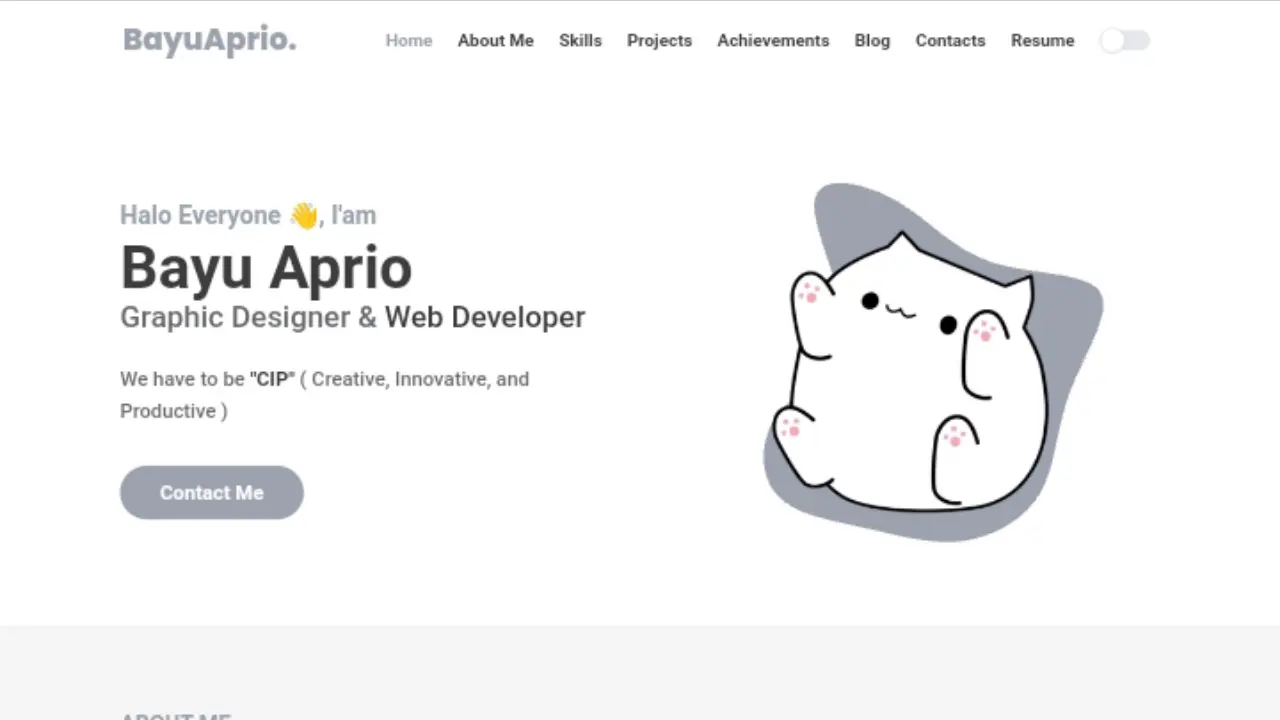 BayuAprio.
Home About Me Skills Projects Achievements Blog Contacts Resume
Halo Everyone 👋, I'am
Bayu Aprio
Graphic Designer & Web Developer
We have to be "CIP" ( Creative, Innovative, and
Productive )
Contact Me
ABOUT ME